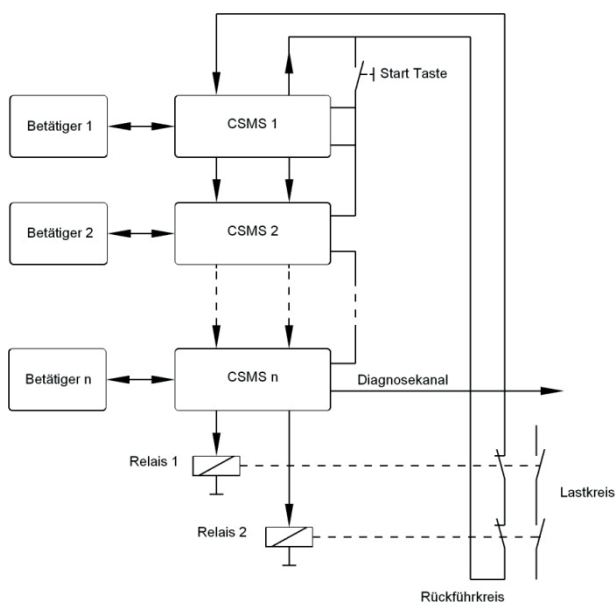 Start Taste
Betätiger 1
CSMS 1
Betätiger 2
CSMS 2
Betätiger n
CSMS n
Diagnosekanal
Relais 1
Lastkreis
Relais 2
Rückführkreis